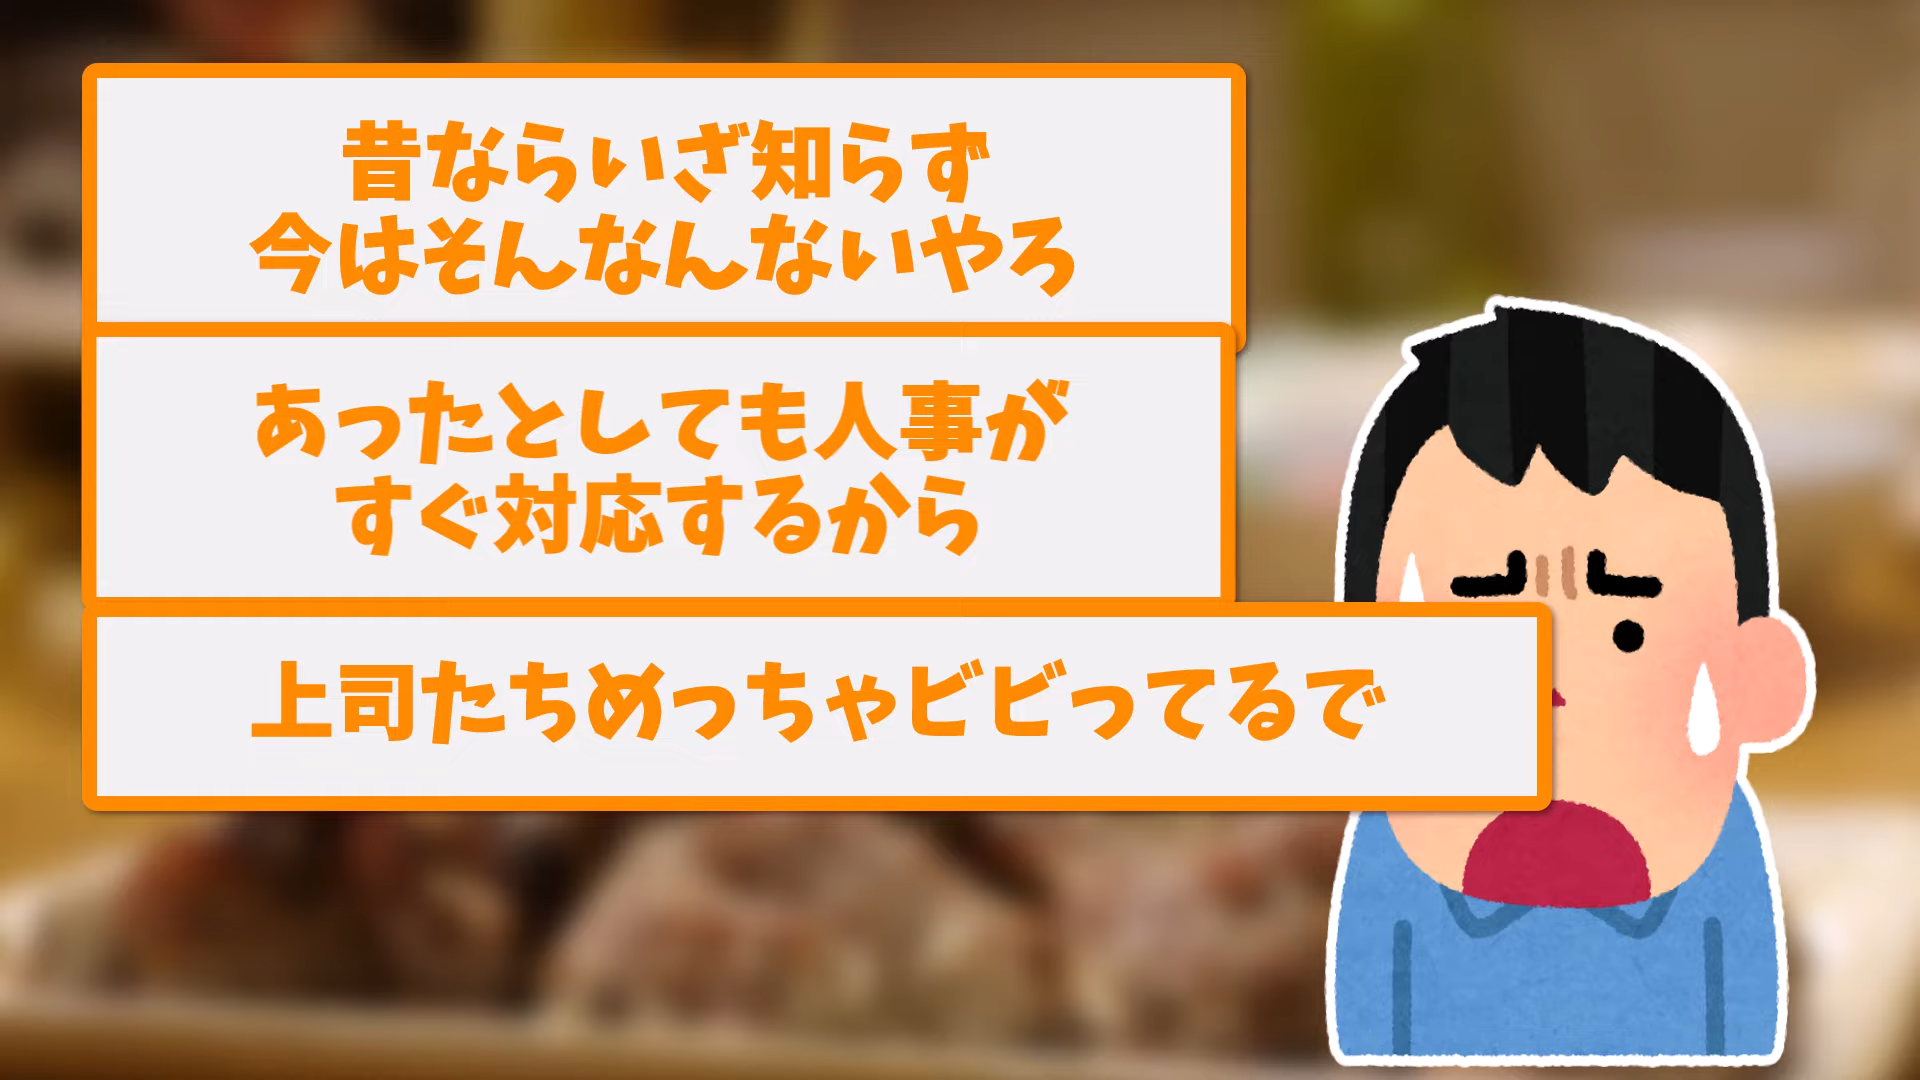 昔ならいざ知らず
今はそんなんないやろ
あったとしても人事が
すぐ対応するから
上司たちめっちゃビビってるで